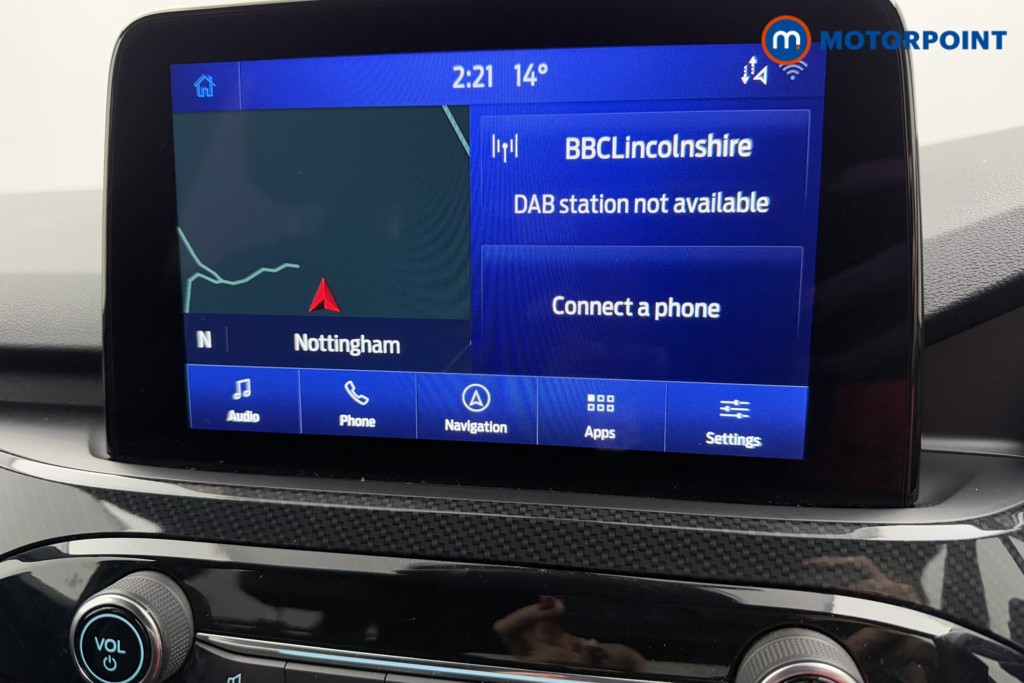 m MOTORPOINT
2:21 14°
BBCLincolnshire
DAB station not available
Connect a phone
N Nottingham
Audio Phone Navigation Apps Settings
VOL